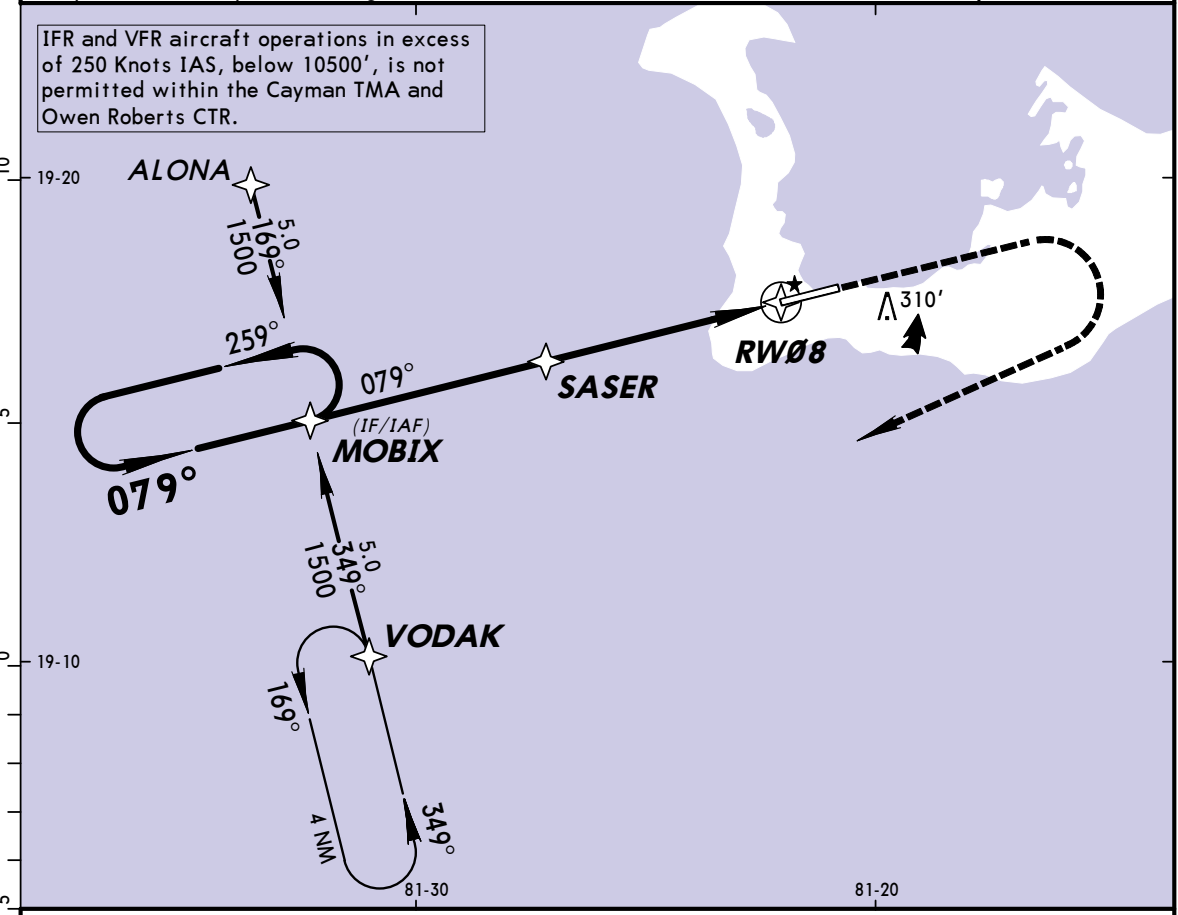 IFR and VFR aircraft operations in excess
of 250 Knots IAS, below 10500', is not
permitted within the Cayman TMA and
Owen Roberts CTR.
ALONA
19-20
5.0
169°
1500
310'
259°
RWØ8
079°
SASER
(IF/IAF)
MOBIX
079°
5.0
349°
1500
VODAK
19-10
169°
4 NM
349°
81-30
81-20